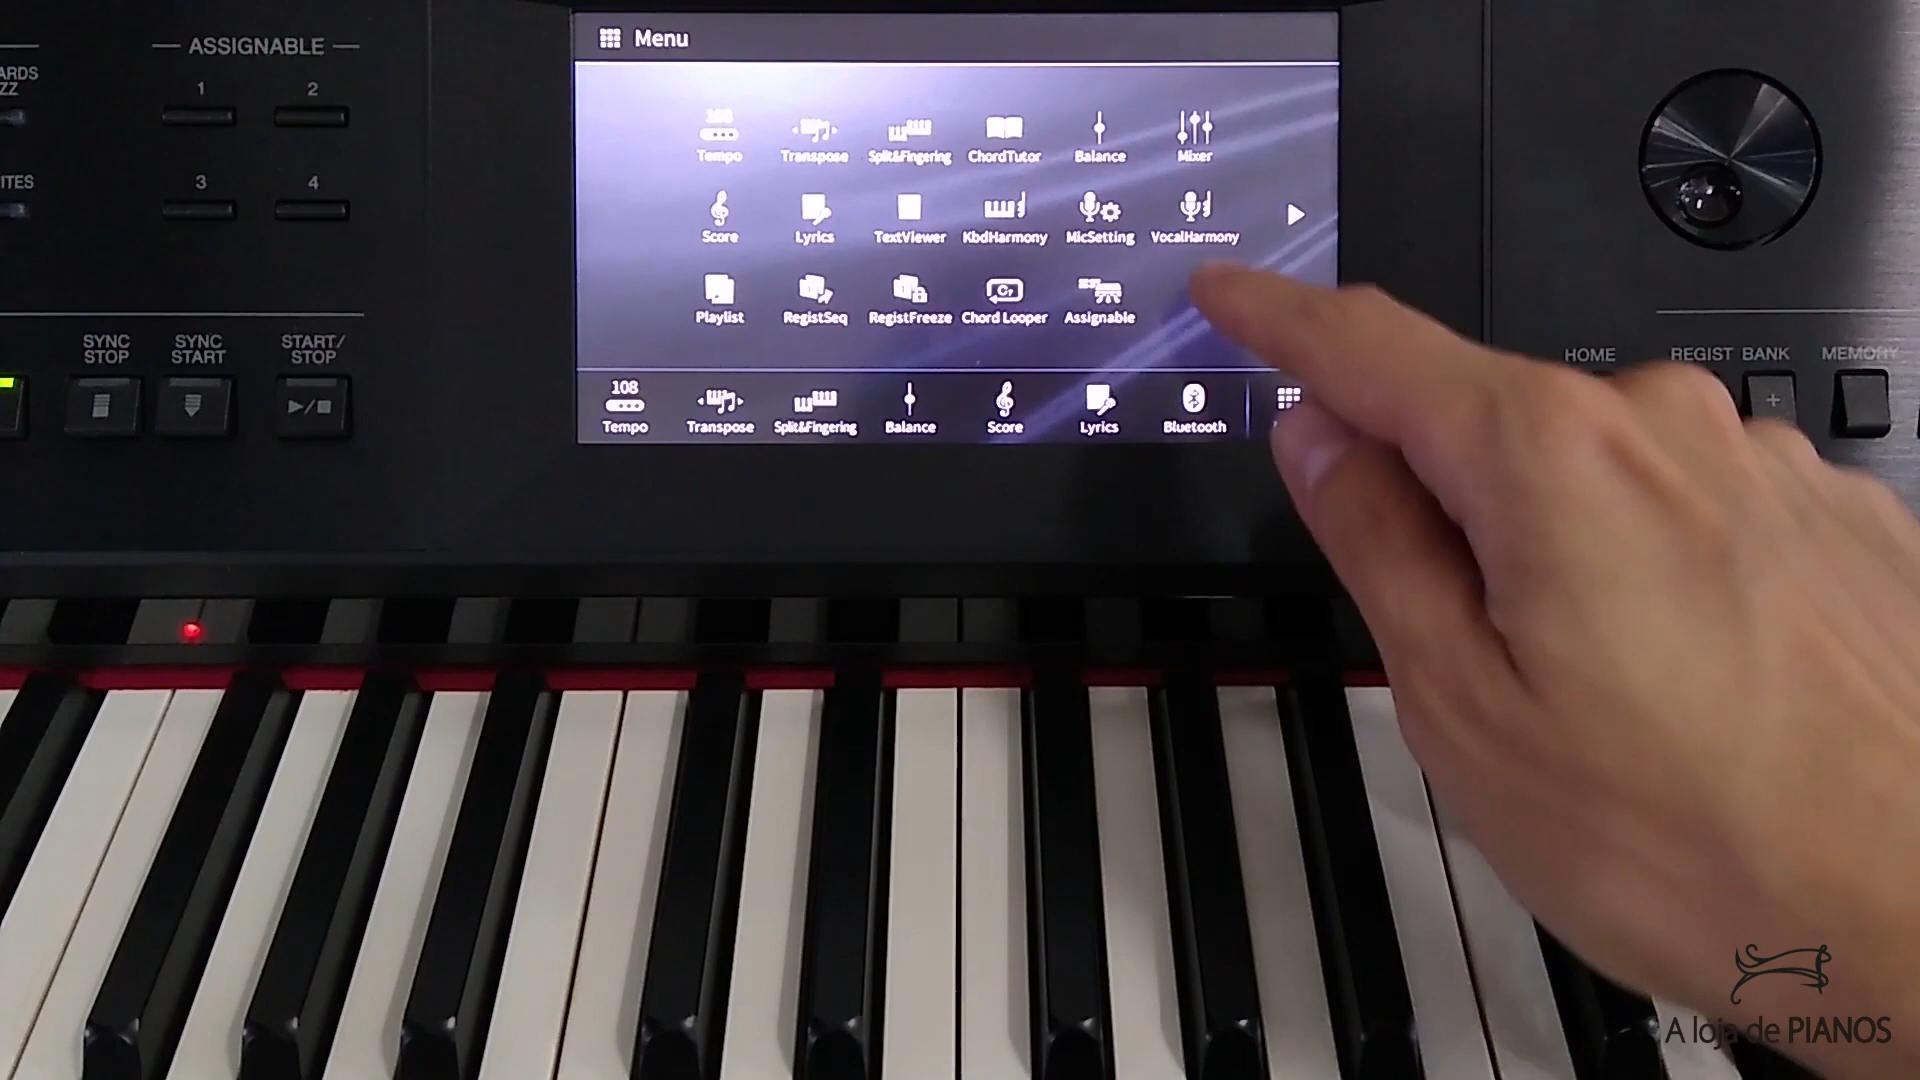 ASSIGNABLE
1 2
3 4
ARDS
ZZ
ITES
SYNC STOP
SYNC START
START/STOP
Menu
108
Tempo Transpose Split&Fingering ChordTutor Balance Mixer
Score Lyrics TextViewer KbdHarmony MicSetting VocalHarmony
C7
Playlist RegistSeq RegistFreeze Chord Looper Assignable
108
Tempo Transpose Split&Fingering Balance Score Lyrics Bluetooth
HOME REGIST BANK MEMORY
+
A loja de PIANOS